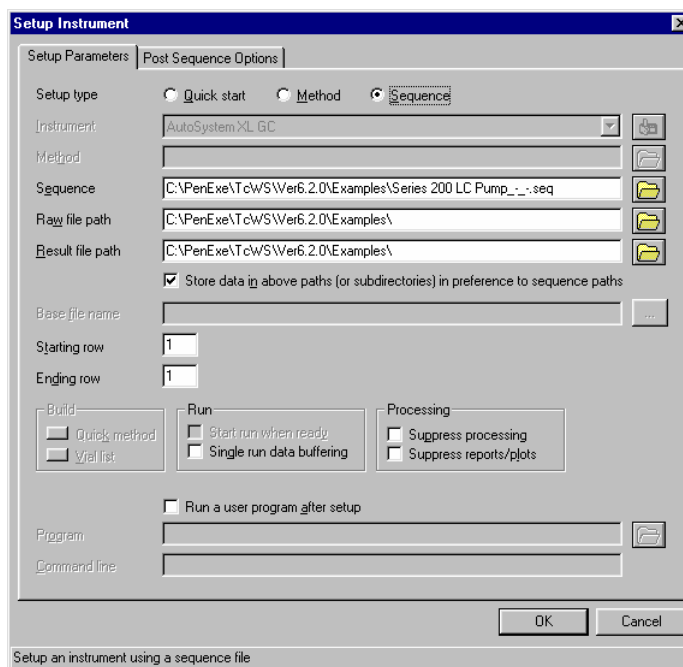 Setup Instrument
Setup Parameters Post Sequence Options
Setup type Quick start Method Sequence
Instrument AutoSystem XL GC
Method
Sequence C:\PenExe\TcWS\Ver6.2.0\Examples\Series 200 LC Pump_-_-.seq
Raw file path C:\PenExe\TcWS\Ver6.2.0\Examples\
Result file path C:\PenExe\TcWS\Ver6.2.0\Examples\
Store data in above paths (or subdirectories) in preference to sequence paths
Base file name ...
Starting row 1
Ending row 1
Build Run Processing
Quick method Start run when ready Suppress processing
Vial list Single run data buffering Suppress reports/plots
Run a user program after setup
Program
Command line
OK Cancel
Setup an instrument using a sequence file